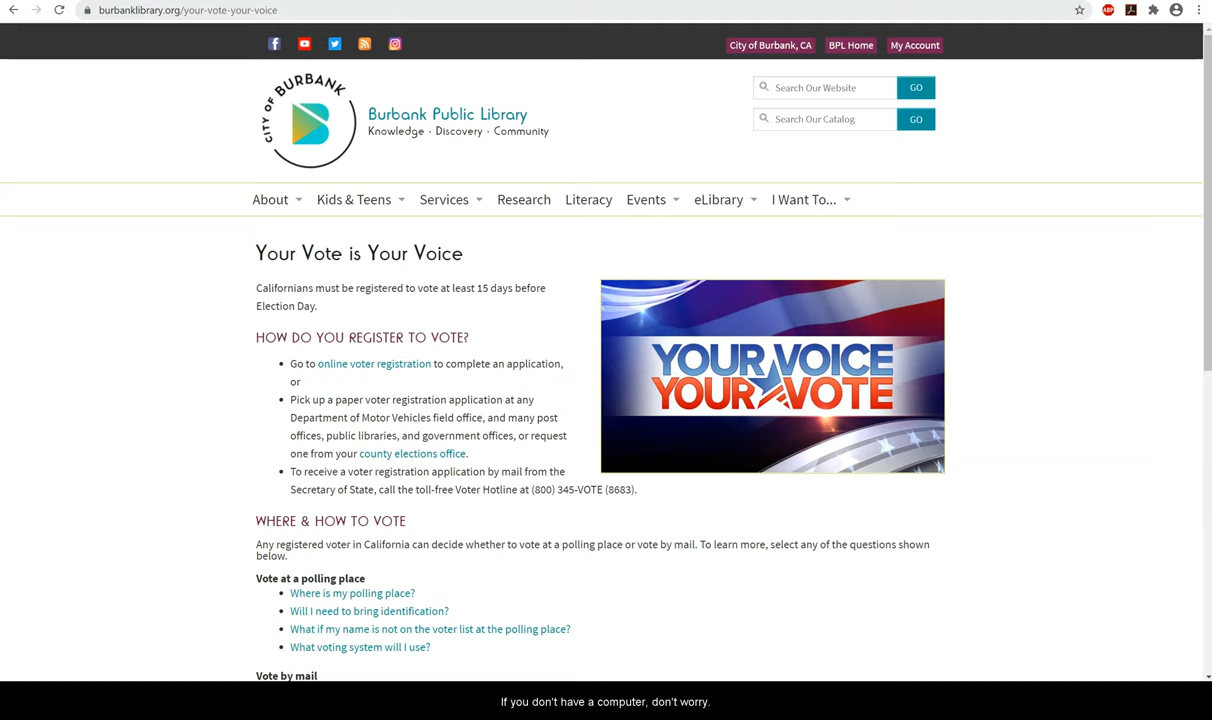 burbanklibrary.org/your-vote-your-voice
ABP
City of Burbank, CA BPL Home My Account
CITY OF BURBANK
B
Burbank Public Library
Knowledge · Discovery · Community
Search Our Website GO
Search Our Catalog GO
About Kids & Teens Services Research Literacy Events eLibrary I Want To...
Your Vote is Your Voice
Californians must be registered to vote at least 15 days before
Election Day.
HOW DO YOU REGISTER TO VOTE?
• Go to online voter registration to complete an application,
or
• Pick up a paper voter registration application at any
Department of Motor Vehicles field office, and many post
offices, public libraries, and government offices, or request
one from your county elections office.
• To receive a voter registration application by mail from the
Secretary of State, call the toll-free Voter Hotline at (800) 345-VOTE (8683).
YOUR VOICE
YOUR VOTE
WHERE & HOW TO VOTE
Any registered voter in California can decide whether to vote at a polling place or vote by mail. To learn more, select any of the questions shown
below.
Vote at a polling place
• Where is my polling place?
• Will I need to bring identification?
• What if my name is not on the voter list at the polling place?
• What voting system will I use?
Vote by mail
If you don't have a computer, don't worry.